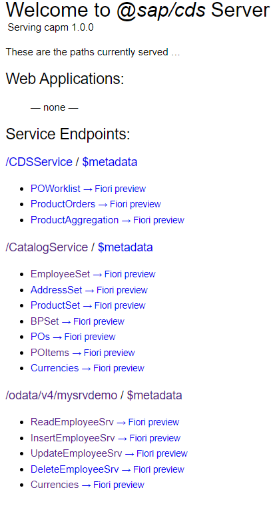 Welcome to @sap/cds Server
Serving capm 1.0.0
These are the paths currently served ...
Web Applications:
— none —
Service Endpoints:
/CDSService / $metadata
POWorklist → Fiori preview
ProductOrders → Fiori preview
ProductAggregation → Fiori preview
/CatalogService / $metadata
EmployeeSet → Fiori preview
AddressSet → Fiori preview
ProductSet → Fiori preview
BPSet → Fiori preview
POs → Fiori preview
POItems → Fiori preview
Currencies → Fiori preview
/odata/v4/mysrvdemo / $metadata
ReadEmployeeSrv → Fiori preview
InsertEmployeeSrv → Fiori preview
UpdateEmployeeSrv → Fiori preview
DeleteEmployeeSrv → Fiori preview
Currencies → Fiori preview